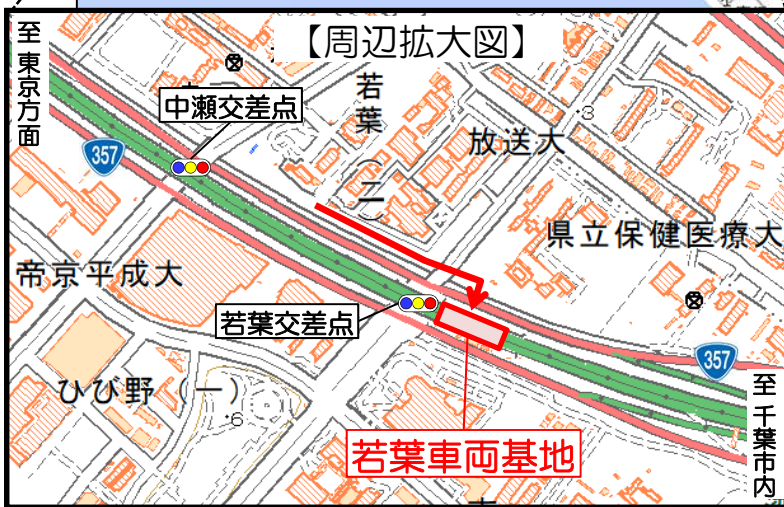 【周辺拡大図】
至 東京方面
中瀬交差点
若葉（二）
放送大
3
357
県立保健医療大
帝京平成大
若葉交差点
357
ひび野（一）
6
至 千葉市内
若葉車両基地